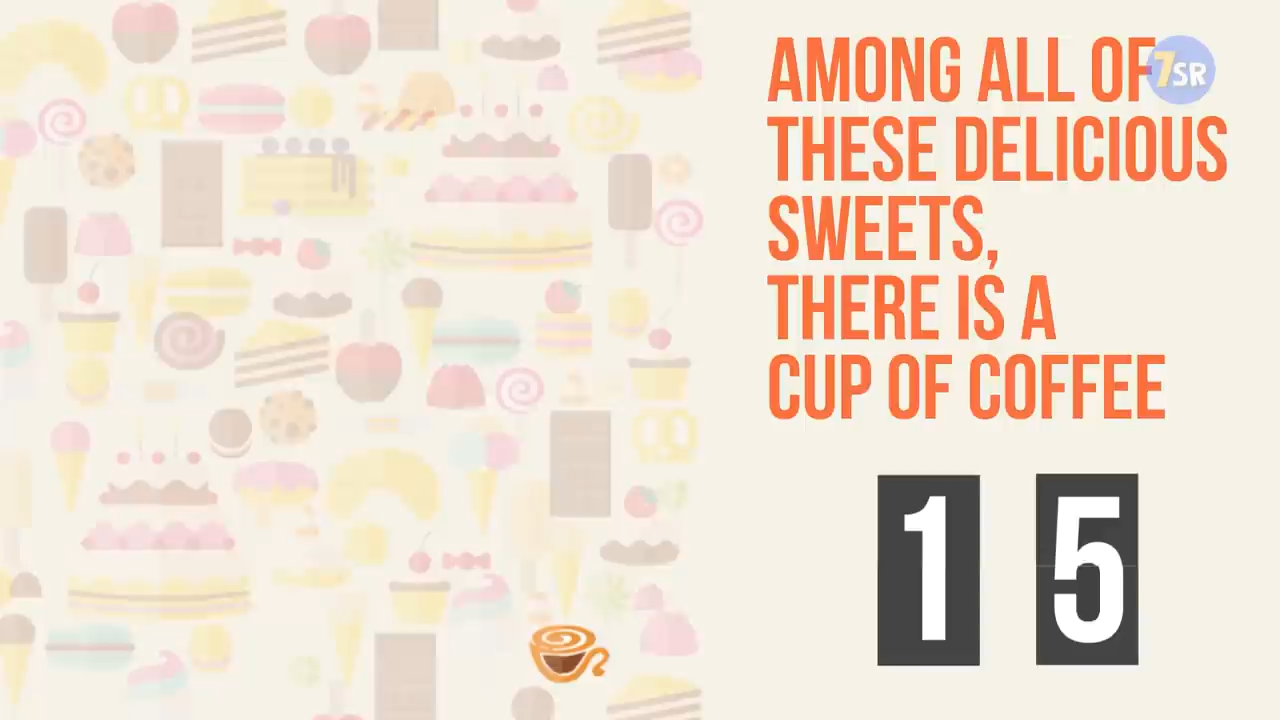 AMONG ALL OF
7SR
THESE DELICIOUS
SWEETS,
THERE IS A
CUP OF COFFEE
1 5